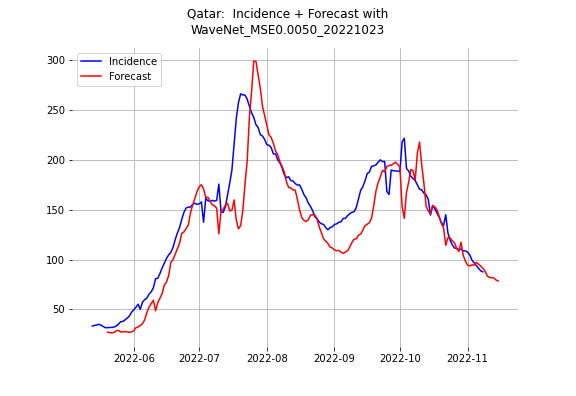 Qatar:  Incidence + Forecast with
WaveNet_MSE0.0050_20221023
Incidence
Forecast
300
250
200
150
100
50
2022-06 2022-07 2022-08 2022-09 2022-10 2022-11